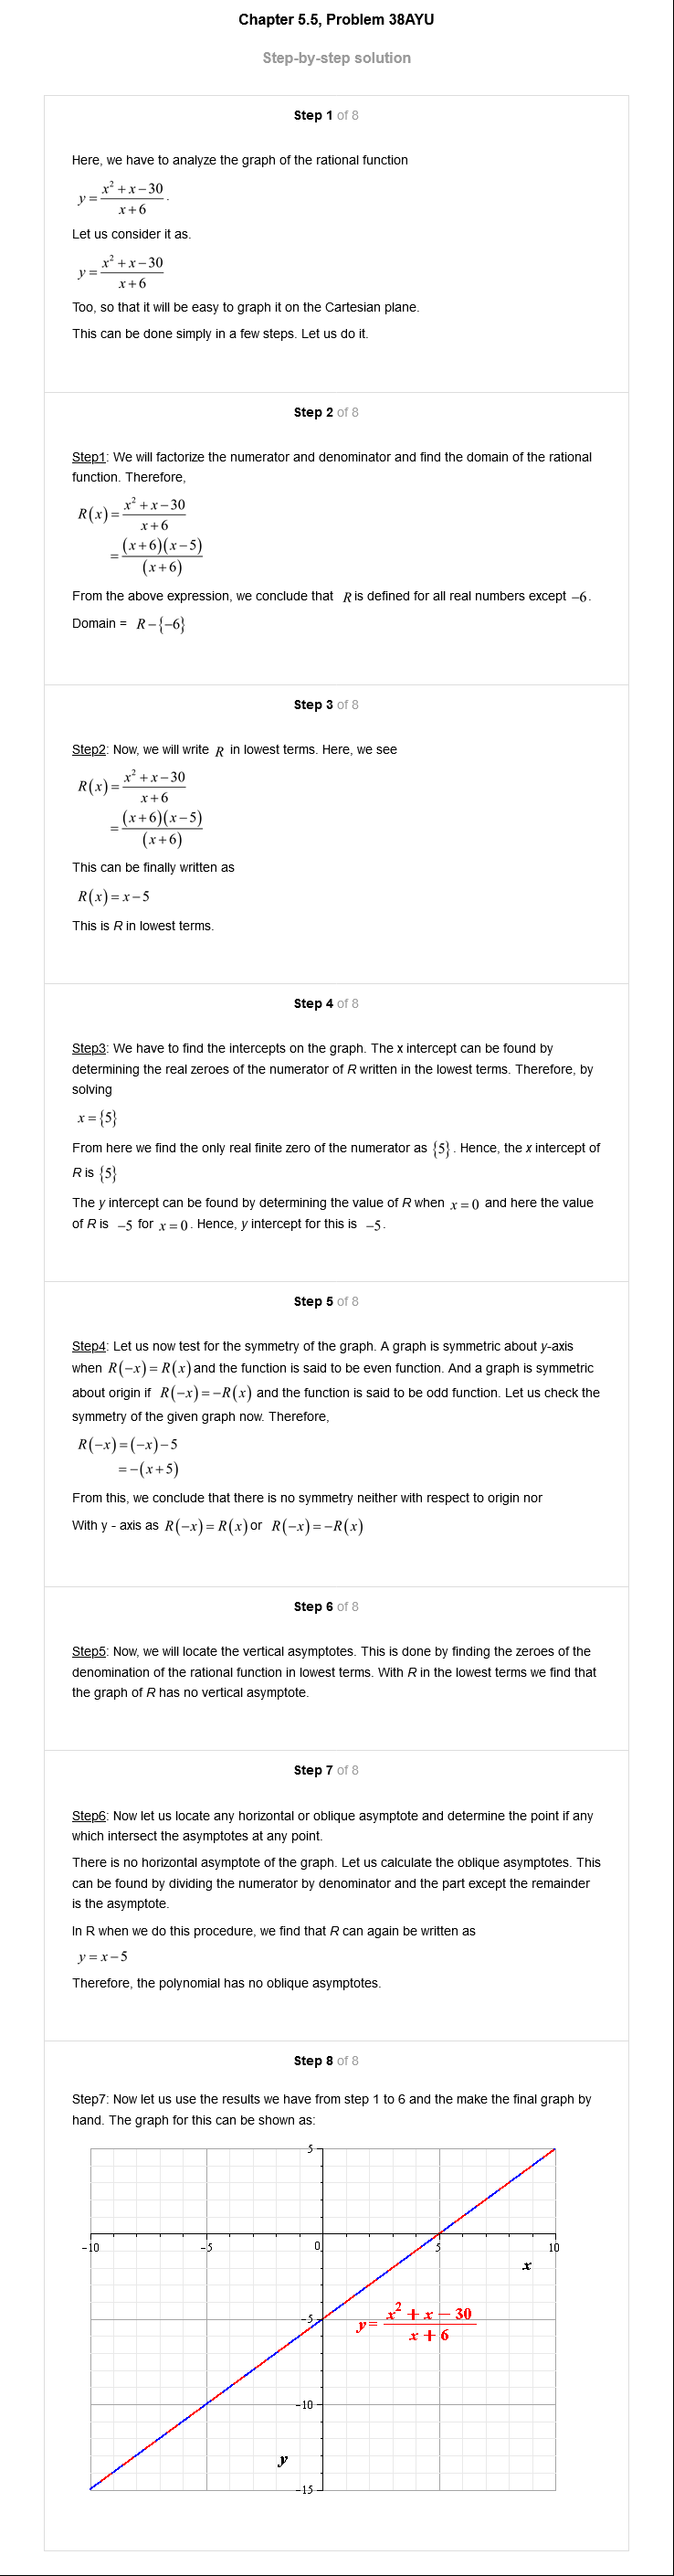 Chapter 5.5, Problem 38AYU
Step-by-step solution
Step 1 of 8
Here, we have to analyze the graph of the rational function
y = (x² + x − 30)/(x + 6).
Let us consider it as.
y = (x² + x − 30)/(x + 6)
Too, so that it will be easy to graph it on the Cartesian plane.
This can be done simply in a few steps. Let us do it.
Step 2 of 8
Step1: We will factorize the numerator and denominator and find the domain of the rational
function. Therefore,
R(x) = (x² + x − 30)/(x + 6)
= (x+6)(x−5)/(x+6)
From the above expression, we conclude that R is defined for all real numbers except −6.
Domain = R − {−6}
Step 3 of 8
Step2: Now, we will write R in lowest terms. Here, we see
R(x) = (x² + x − 30)/(x + 6)
= (x+6)(x−5)/(x+6)
This can be finally written as
R(x) = x − 5
This is R in lowest terms.
Step 4 of 8
Step3: We have to find the intercepts on the graph. The x intercept can be found by
determining the real zeroes of the numerator of R written in the lowest terms. Therefore, by
solving
x = {5}
From here we find the only real finite zero of the numerator as {5}. Hence, the x intercept of
R is {5}
The y intercept can be found by determining the value of R when x = 0 and here the value
of R is −5 for x = 0. Hence, y intercept for this is −5.
Step 5 of 8
Step4: Let us now test for the symmetry of the graph. A graph is symmetric about y-axis
when R(−x) = R(x) and the function is said to be even function. And a graph is symmetric
about origin if R(−x) = −R(x) and the function is said to be odd function. Let us check the
symmetry of the given graph now. Therefore,
R(−x) = (−x) − 5
= −(x + 5)
From this, we conclude that there is no symmetry neither with respect to origin nor
With y - axis as R(−x) = R(x) or R(−x) = −R(x)
Step 6 of 8
Step5: Now, we will locate the vertical asymptotes. This is done by finding the zeroes of the
denomination of the rational function in lowest terms. With R in the lowest terms we find that
the graph of R has no vertical asymptote.
Step 7 of 8
Step6: Now let us locate any horizontal or oblique asymptote and determine the point if any
which intersect the asymptotes at any point.
There is no horizontal asymptote of the graph. Let us calculate the oblique asymptotes. This
can be found by dividing the numerator by denominator and the part except the remainder
is the asymptote.
In R when we do this procedure, we find that R can again be written as
y = x − 5
Therefore, the polynomial has no oblique asymptotes.
Step 8 of 8
Step7: Now let us use the results we have from step 1 to 6 and the make the final graph by
hand. The graph for this can be shown as:
5
−10 −5 0 5 10
x
−5
y = (x² + x − 30)/(x + 6)
−10
y
−15